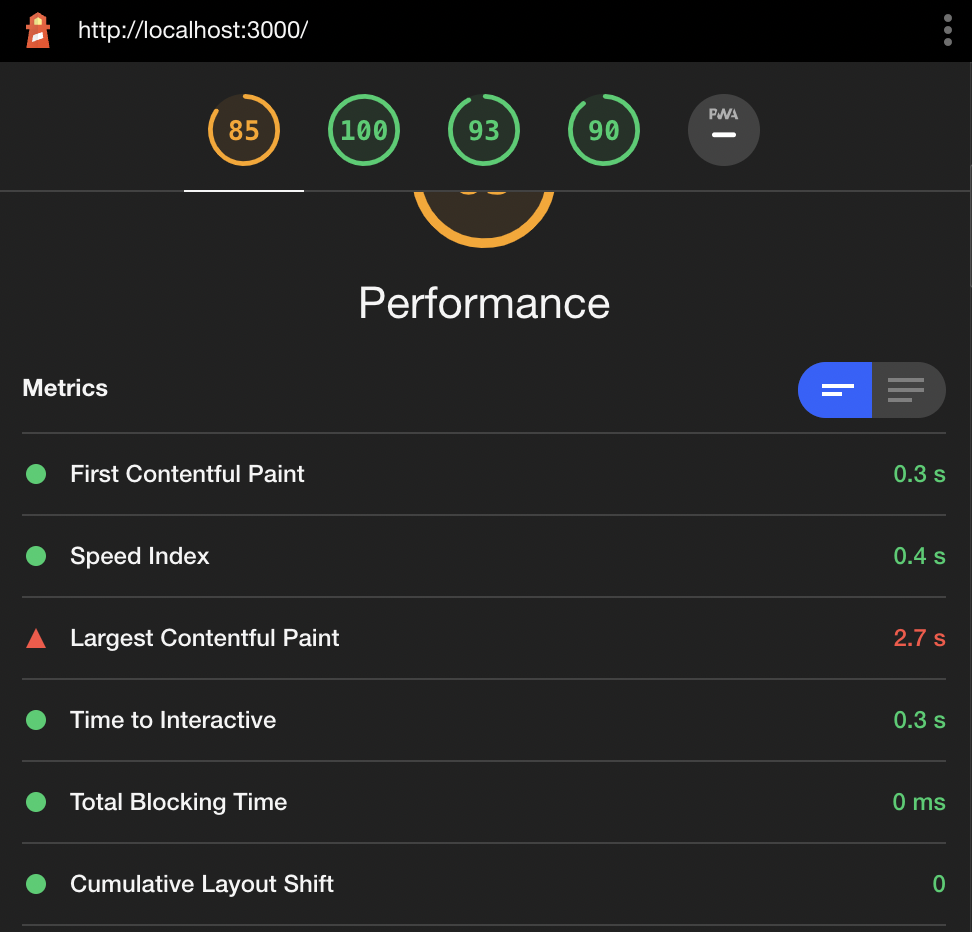 http://localhost:3000/
85 100 93 90 PWA
Performance
Metrics
First Contentful Paint 0.3 s
Speed Index 0.4 s
Largest Contentful Paint 2.7 s
Time to Interactive 0.3 s
Total Blocking Time 0 ms
Cumulative Layout Shift 0